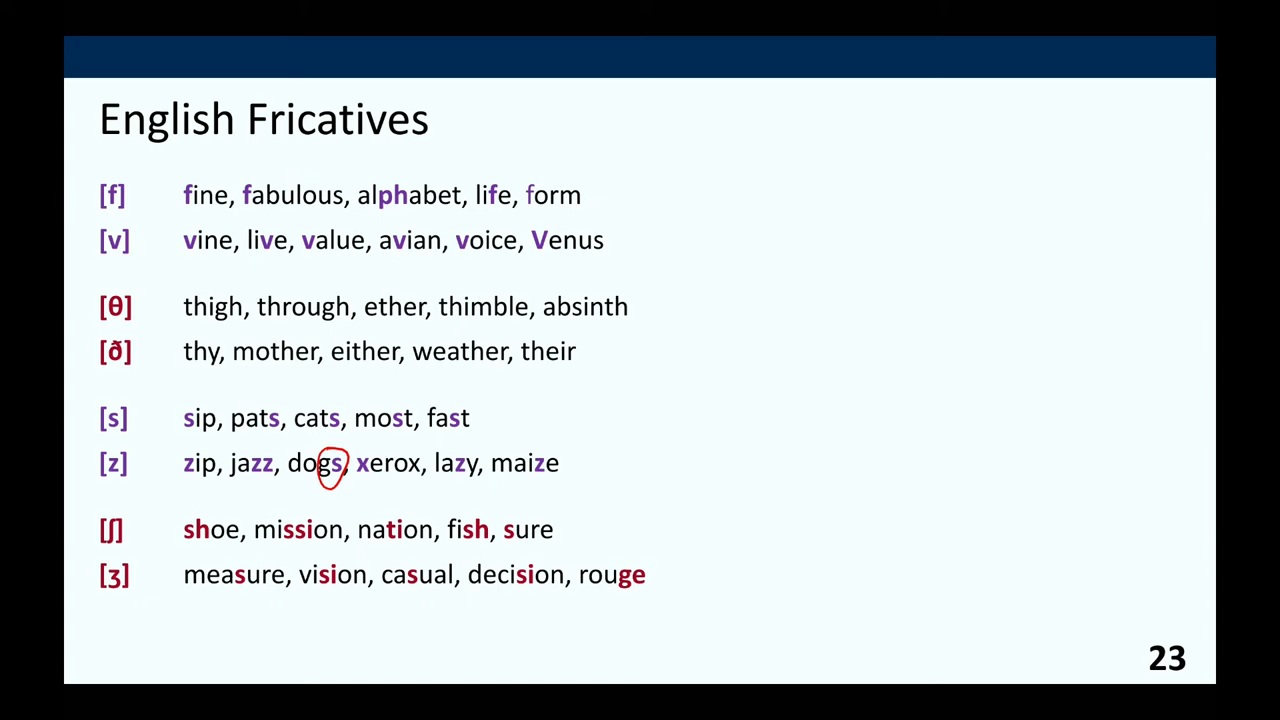 English Fricatives
[f] fine, fabulous, alphabet, life, form
[v] vine, live, value, avian, voice, Venus
[θ] thigh, through, ether, thimble, absinth
[ð] thy, mother, either, weather, their
[s] sip, pats, cats, most, fast
[z] zip, jazz, dogs, xerox, lazy, maize
[ʃ] shoe, mission, nation, fish, sure
[ʒ] measure, vision, casual, decision, rouge
23